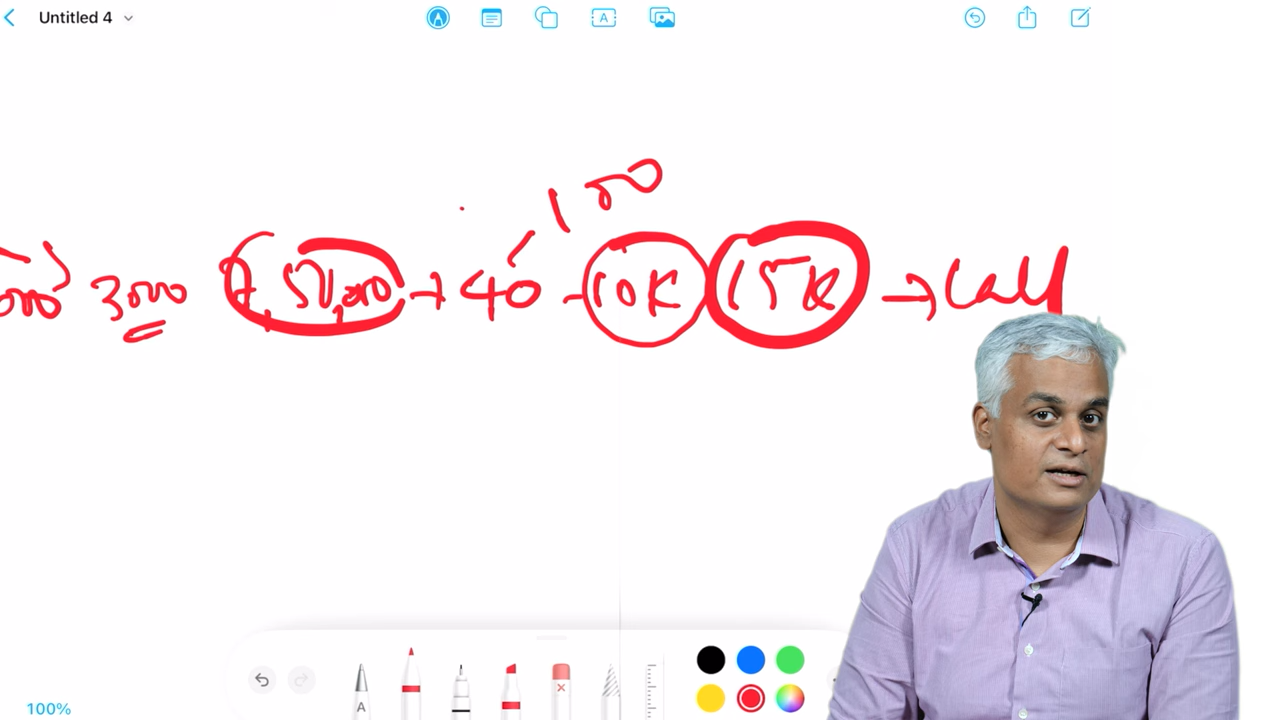 Untitled 4
100
3000 1,50,000 → 40 - 10K 15K → Call
A
A
100%